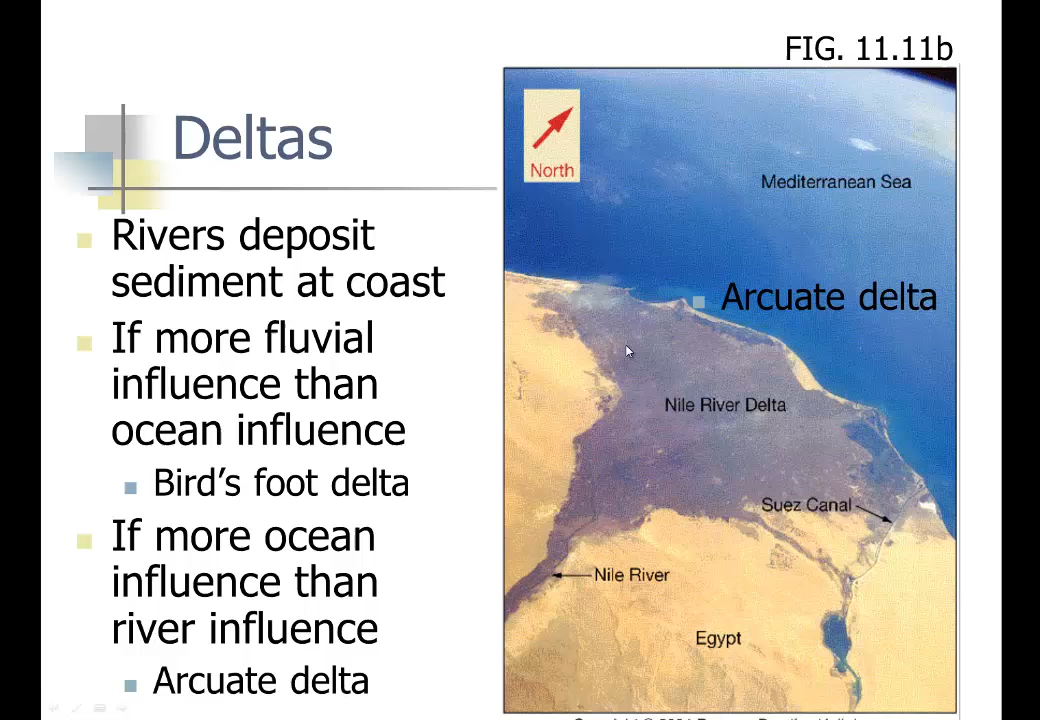 FIG. 11.11b
Deltas
Rivers deposit
sediment at coast
If more fluvial
influence than
ocean influence
Bird's foot delta
If more ocean
influence than
river influence
Arcuate delta
North
Mediterranean Sea
Arcuate delta
Nile River Delta
Suez Canal
Nile River
Egypt